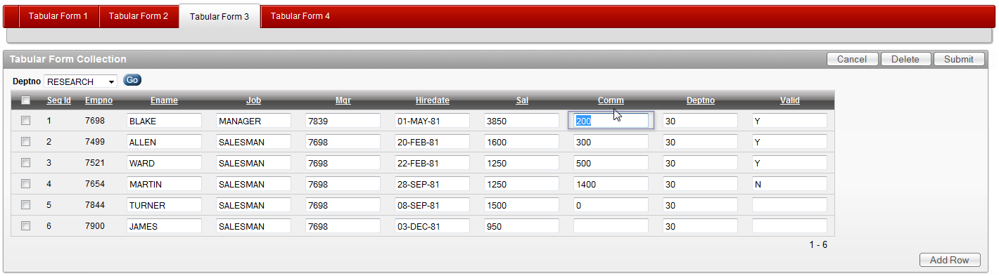 Tabular Form 1 Tabular Form 2 Tabular Form 3 Tabular Form 4
Tabular Form Collection Cancel Delete Submit
Deptno RESEARCH Go
Seq Id Empno Ename Job Mgr Hiredate Sal Comm Deptno Valid
1 7698 BLAKE MANAGER 7839 01-MAY-81 3850 200 30 Y
2 7499 ALLEN SALESMAN 7698 20-FEB-81 1600 300 30 Y
3 7521 WARD SALESMAN 7698 22-FEB-81 1250 500 30 Y
4 7654 MARTIN SALESMAN 7698 28-SEP-81 1250 1400 30 N
5 7844 TURNER SALESMAN 7698 08-SEP-81 1500 0 30
6 7900 JAMES SALESMAN 7698 03-DEC-81 950 30
1 - 6
Add Row